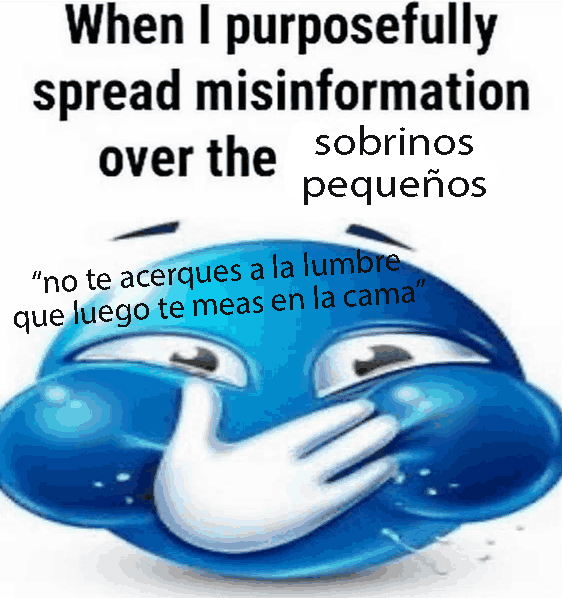 When I purposefully
spread misinformation
over the sobrinos
pequeños
“no te acerques a la lumbre
que luego te meas en la cama”